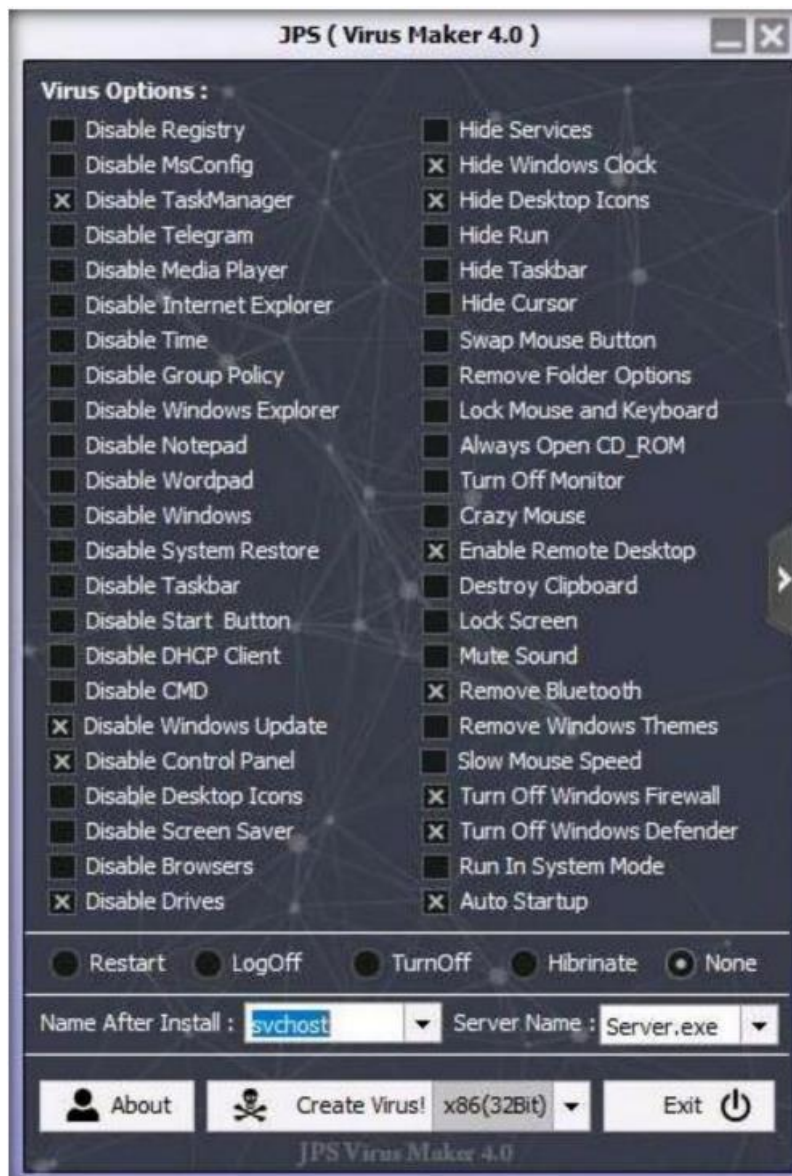 JPS ( Virus Maker 4.0 )
Virus Options :
Disable Registry
Disable MsConfig
Disable TaskManager
Disable Telegram
Disable Media Player
Disable Internet Explorer
Disable Time
Disable Group Policy
Disable Windows Explorer
Disable Notepad
Disable Wordpad
Disable Windows
Disable System Restore
Disable Taskbar
Disable Start Button
Disable DHCP Client
Disable CMD
Disable Windows Update
Disable Control Panel
Disable Desktop Icons
Disable Screen Saver
Disable Browsers
Disable Drives
Hide Services
Hide Windows Clock
Hide Desktop Icons
Hide Run
Hide Taskbar
Hide Cursor
Swap Mouse Button
Remove Folder Options
Lock Mouse and Keyboard
Always Open CD_ROM
Turn Off Monitor
Crazy Mouse
Enable Remote Desktop
Destroy Clipboard
Lock Screen
Mute Sound
Remove Bluetooth
Remove Windows Themes
Slow Mouse Speed
Turn Off Windows Firewall
Turn Off Windows Defender
Run In System Mode
Auto Startup
Restart LogOff TurnOff Hibrinate None
Name After Install : svchost Server Name : Server.exe
About Create Virus! x86(32Bit) Exit
JPS Virus Maker 4.0